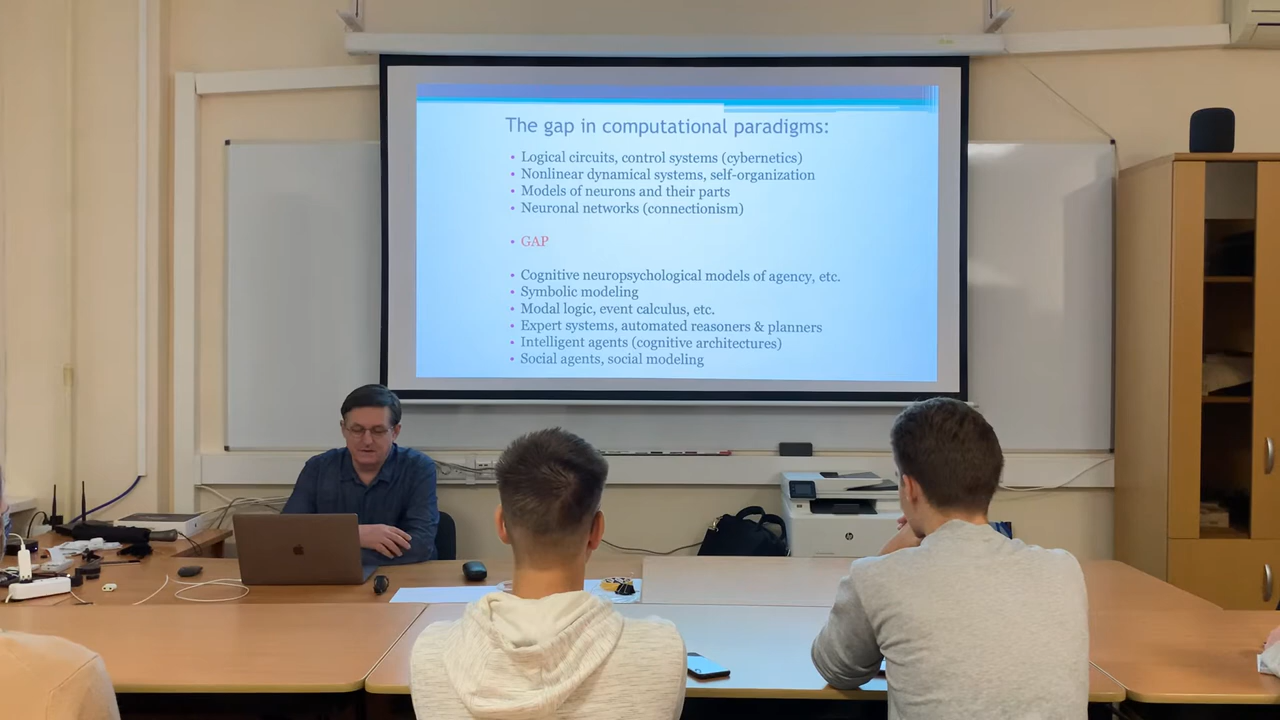 The gap in computational paradigms:
• Logical circuits, control systems (cybernetics)
• Nonlinear dynamical systems, self-organization
• Models of neurons and their parts
• Neuronal networks (connectionism)
• GAP
• Cognitive neuropsychological models of agency, etc.
• Symbolic modeling
• Modal logic, event calculus, etc.
• Expert systems, automated reasoners & planners
• Intelligent agents (cognitive architectures)
• Social agents, social modeling
hp